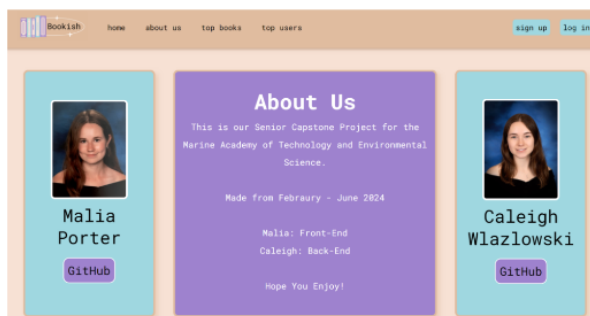 Bookish home about us top books top users sign up log in
About Us
This is our Senior Capstone Project for the
Marine Academy of Technology and Environmental
Science.
Made from Febraury - June 2024
Malia: Front-End
Caleigh: Back-End
Hope You Enjoy!
Malia
Porter
GitHub
Caleigh
Wlazlowski
GitHub